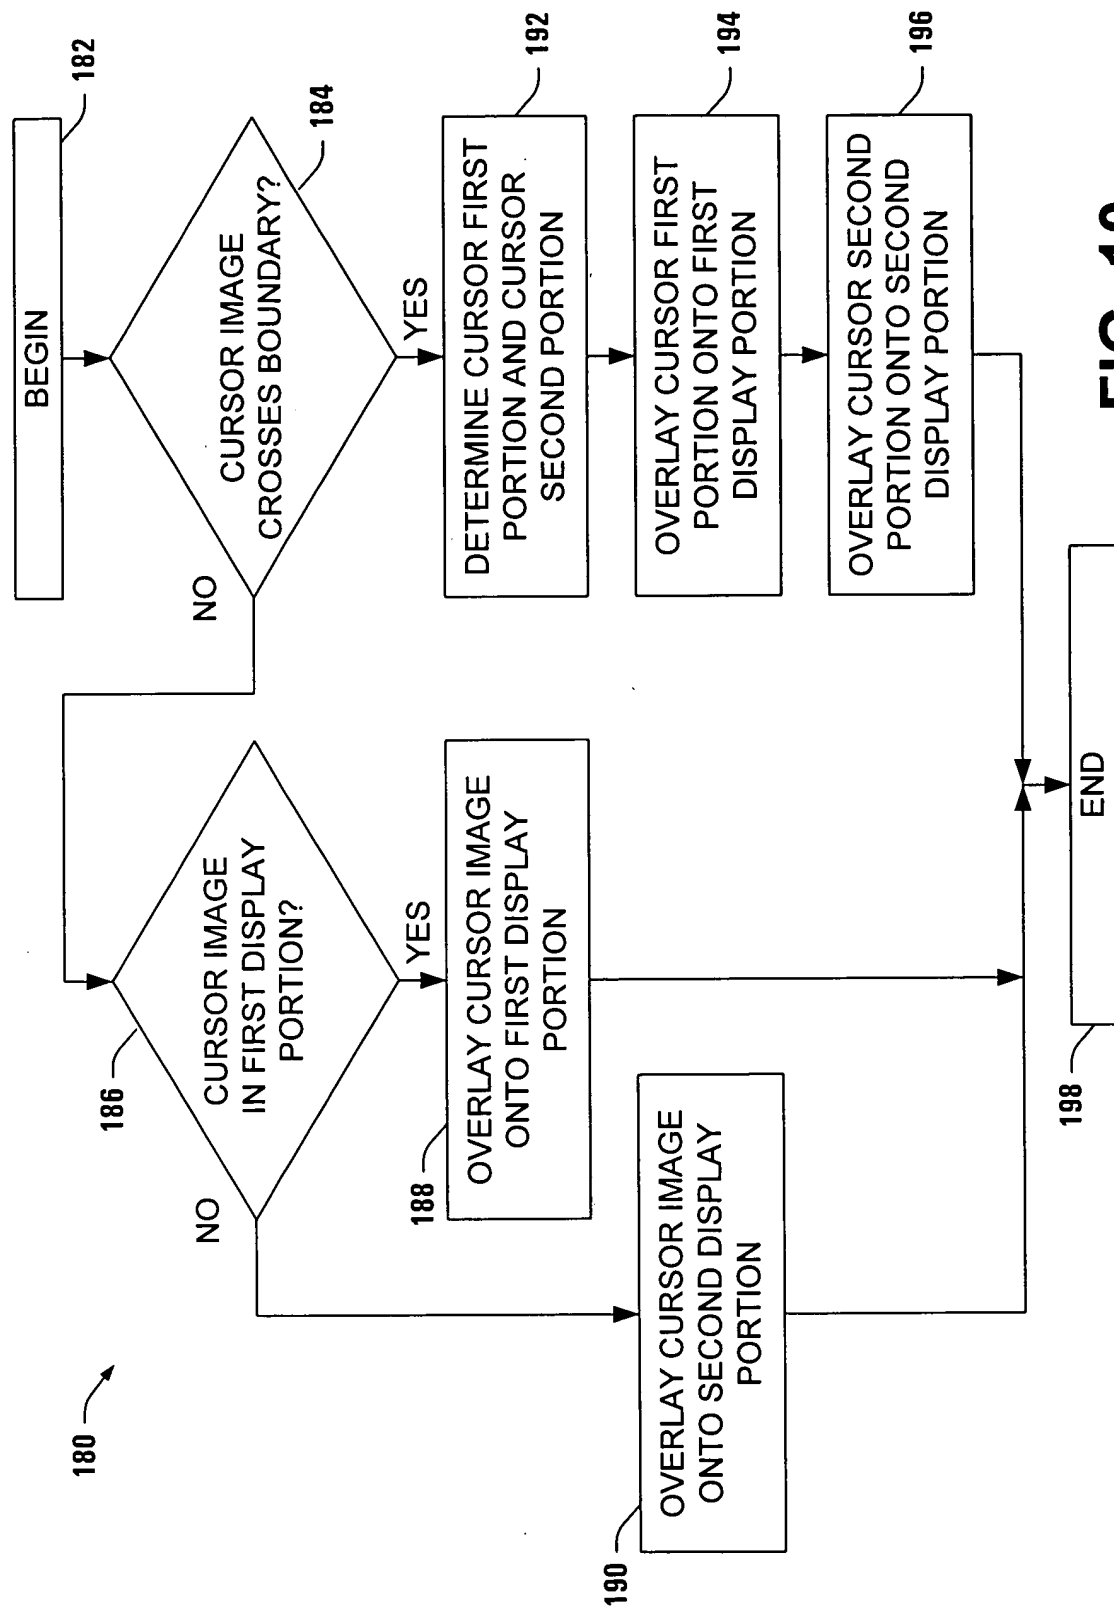 180
BEGIN
182
CURSOR IMAGE
CROSSES BOUNDARY?
184
NO
YES
186
CURSOR IMAGE
IN FIRST DISPLAY
PORTION?
NO
YES
188
OVERLAY CURSOR IMAGE
ONTO FIRST DISPLAY
PORTION
190
OVERLAY CURSOR IMAGE
ONTO SECOND DISPLAY
PORTION
DETERMINE CURSOR FIRST
PORTION AND CURSOR
SECOND PORTION
192
OVERLAY CURSOR FIRST
PORTION ONTO FIRST
DISPLAY PORTION
194
OVERLAY CURSOR SECOND
PORTION ONTO SECOND
DISPLAY PORTION
196
198
END
FIG